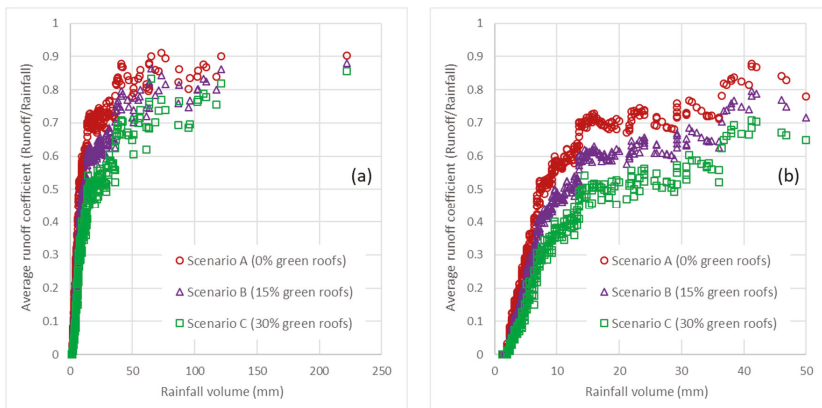 1
0.9
0.8
0.7
0.6
0.5
0.4
0.3
0.2
0.1
0
Average runoff coefficient (Runoff/Rainfall)
(a)
Scenario A (0% green roofs)
Scenario B (15% green roofs)
Scenario C (30% green roofs)
0 50 100 150 200 250
Rainfall volume (mm)
1
0.9
0.8
0.7
0.6
0.5
0.4
0.3
0.2
0.1
0
Average runoff coefficient (Runoff/Rainfall)
(b)
Scenario A (0% green roofs)
Scenario B (15% green roofs)
Scenario C (30% green roofs)
0 10 20 30 40 50
Rainfall volume (mm)